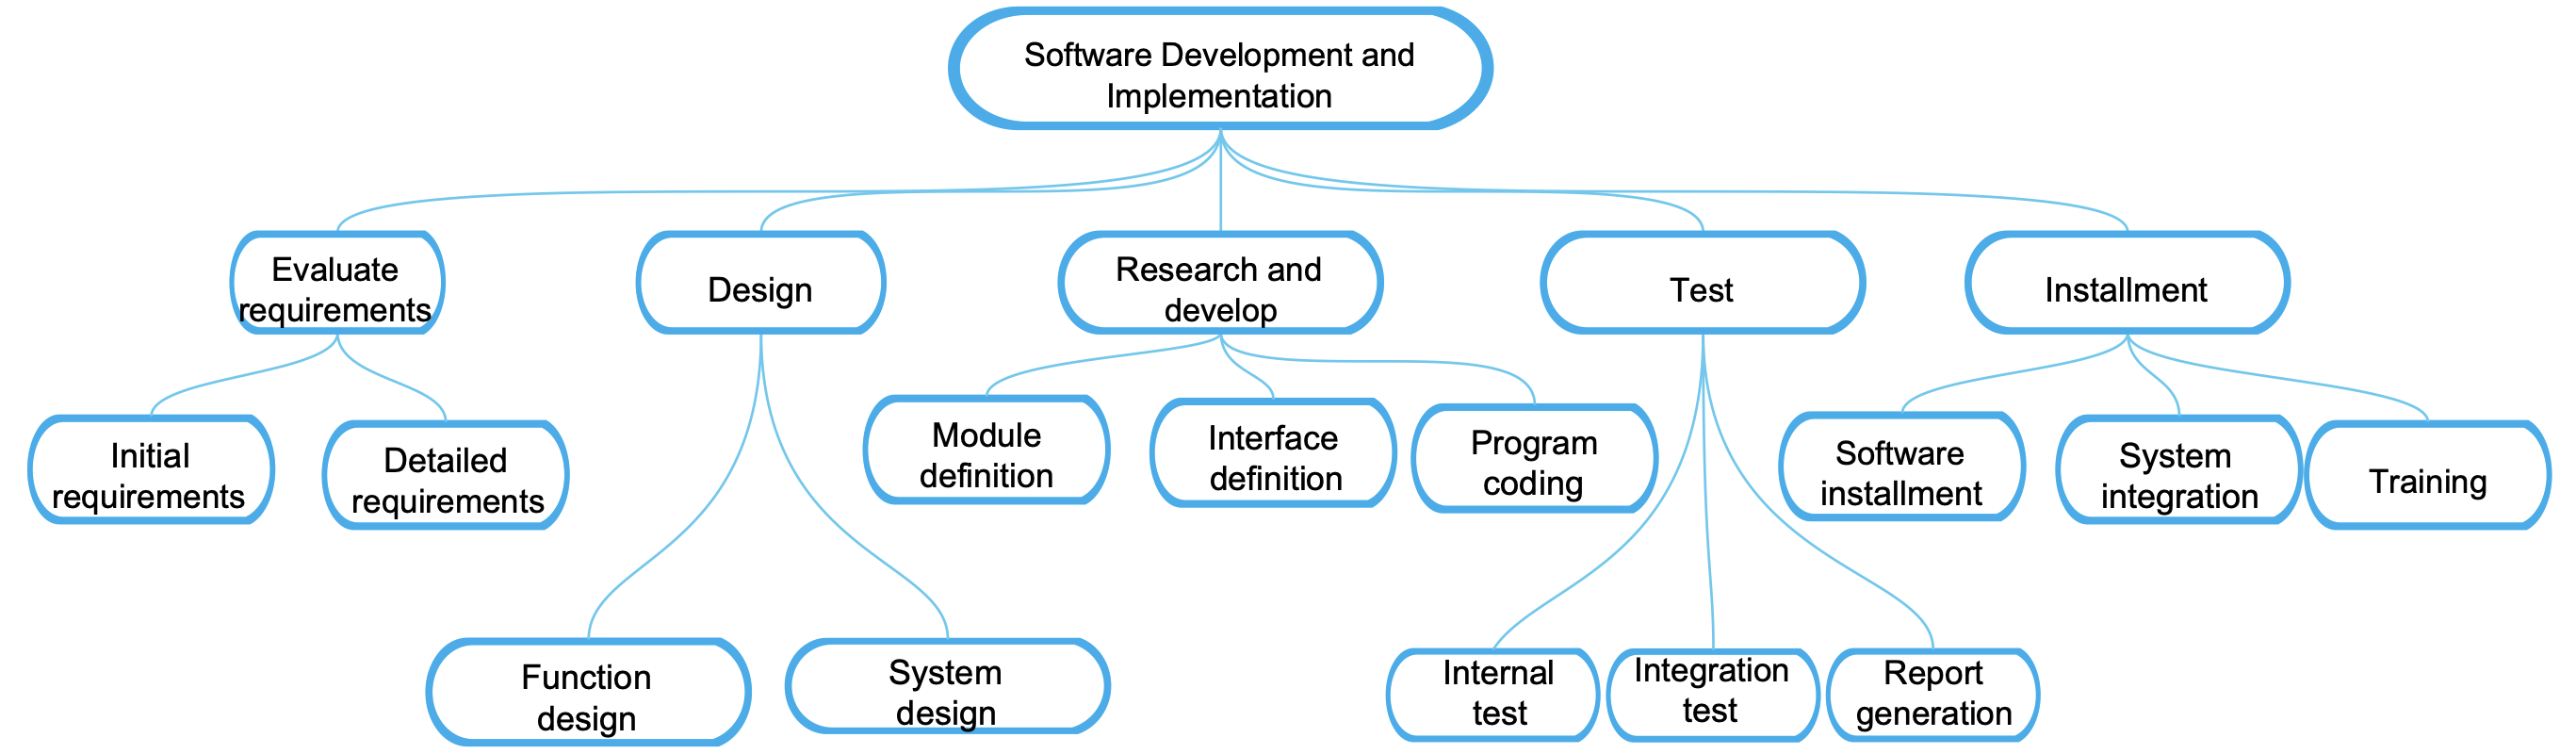 Software Development and
Implementation
Evaluate
requirements
Design
Research and
develop
Test
Installment
Initial
requirements
Detailed
requirements
Module
definition
Interface
definition
Program
coding
Software
installment
System
integration
Training
Function
design
System
design
Internal
test
Integration
test
Report
generation